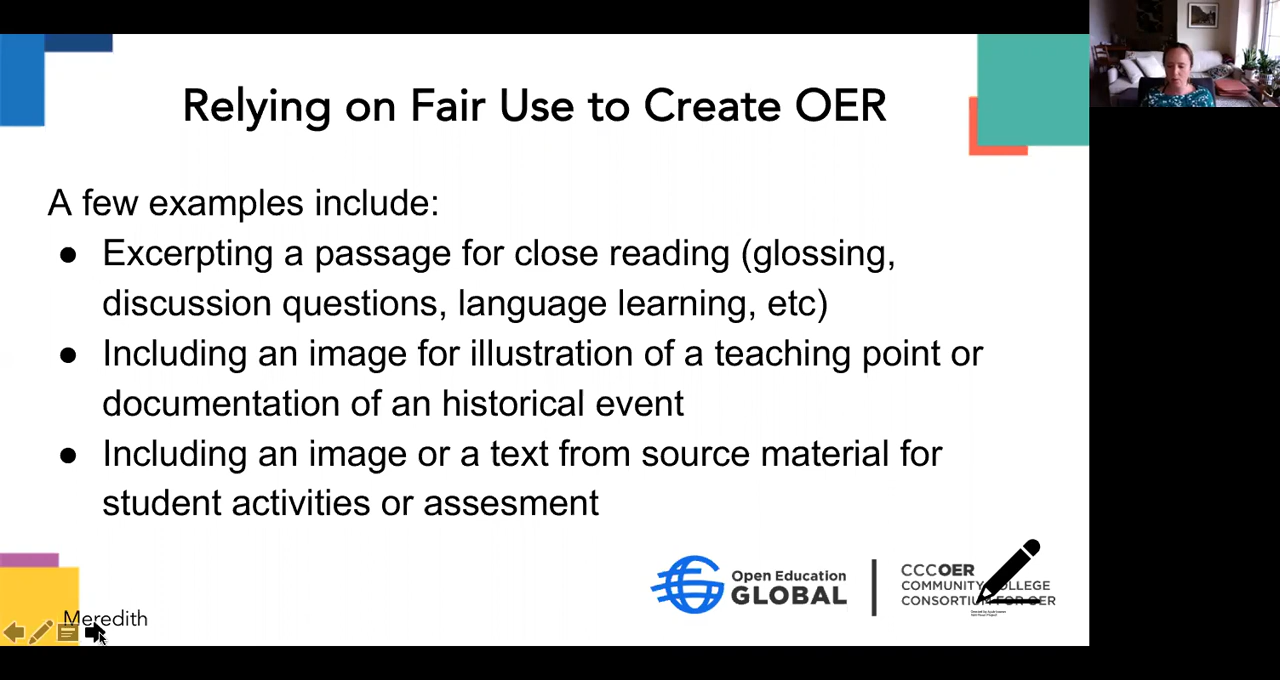 Relying on Fair Use to Create OER
A few examples include:
● Excerpting a passage for close reading (glossing,
discussion questions, language learning, etc)
● Including an image for illustration of a teaching point or
documentation of an historical event
● Including an image or a text from source material for
student activities or assesment
Open Education
GLOBAL
CCCOER
COMMUNITY COLLEGE
CONSORTIUM FOR OER
Meredith